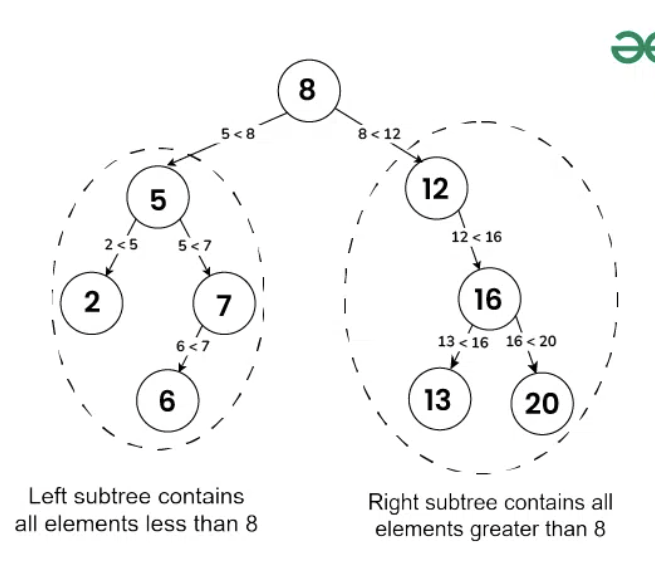 8
5 < 8
8 < 12
5
12
2 < 5
5 < 7
12 < 16
2
7
16
6 < 7
13 < 16
16 < 20
6
13
20
Left subtree contains
all elements less than 8
Right subtree contains all
elements greater than 8